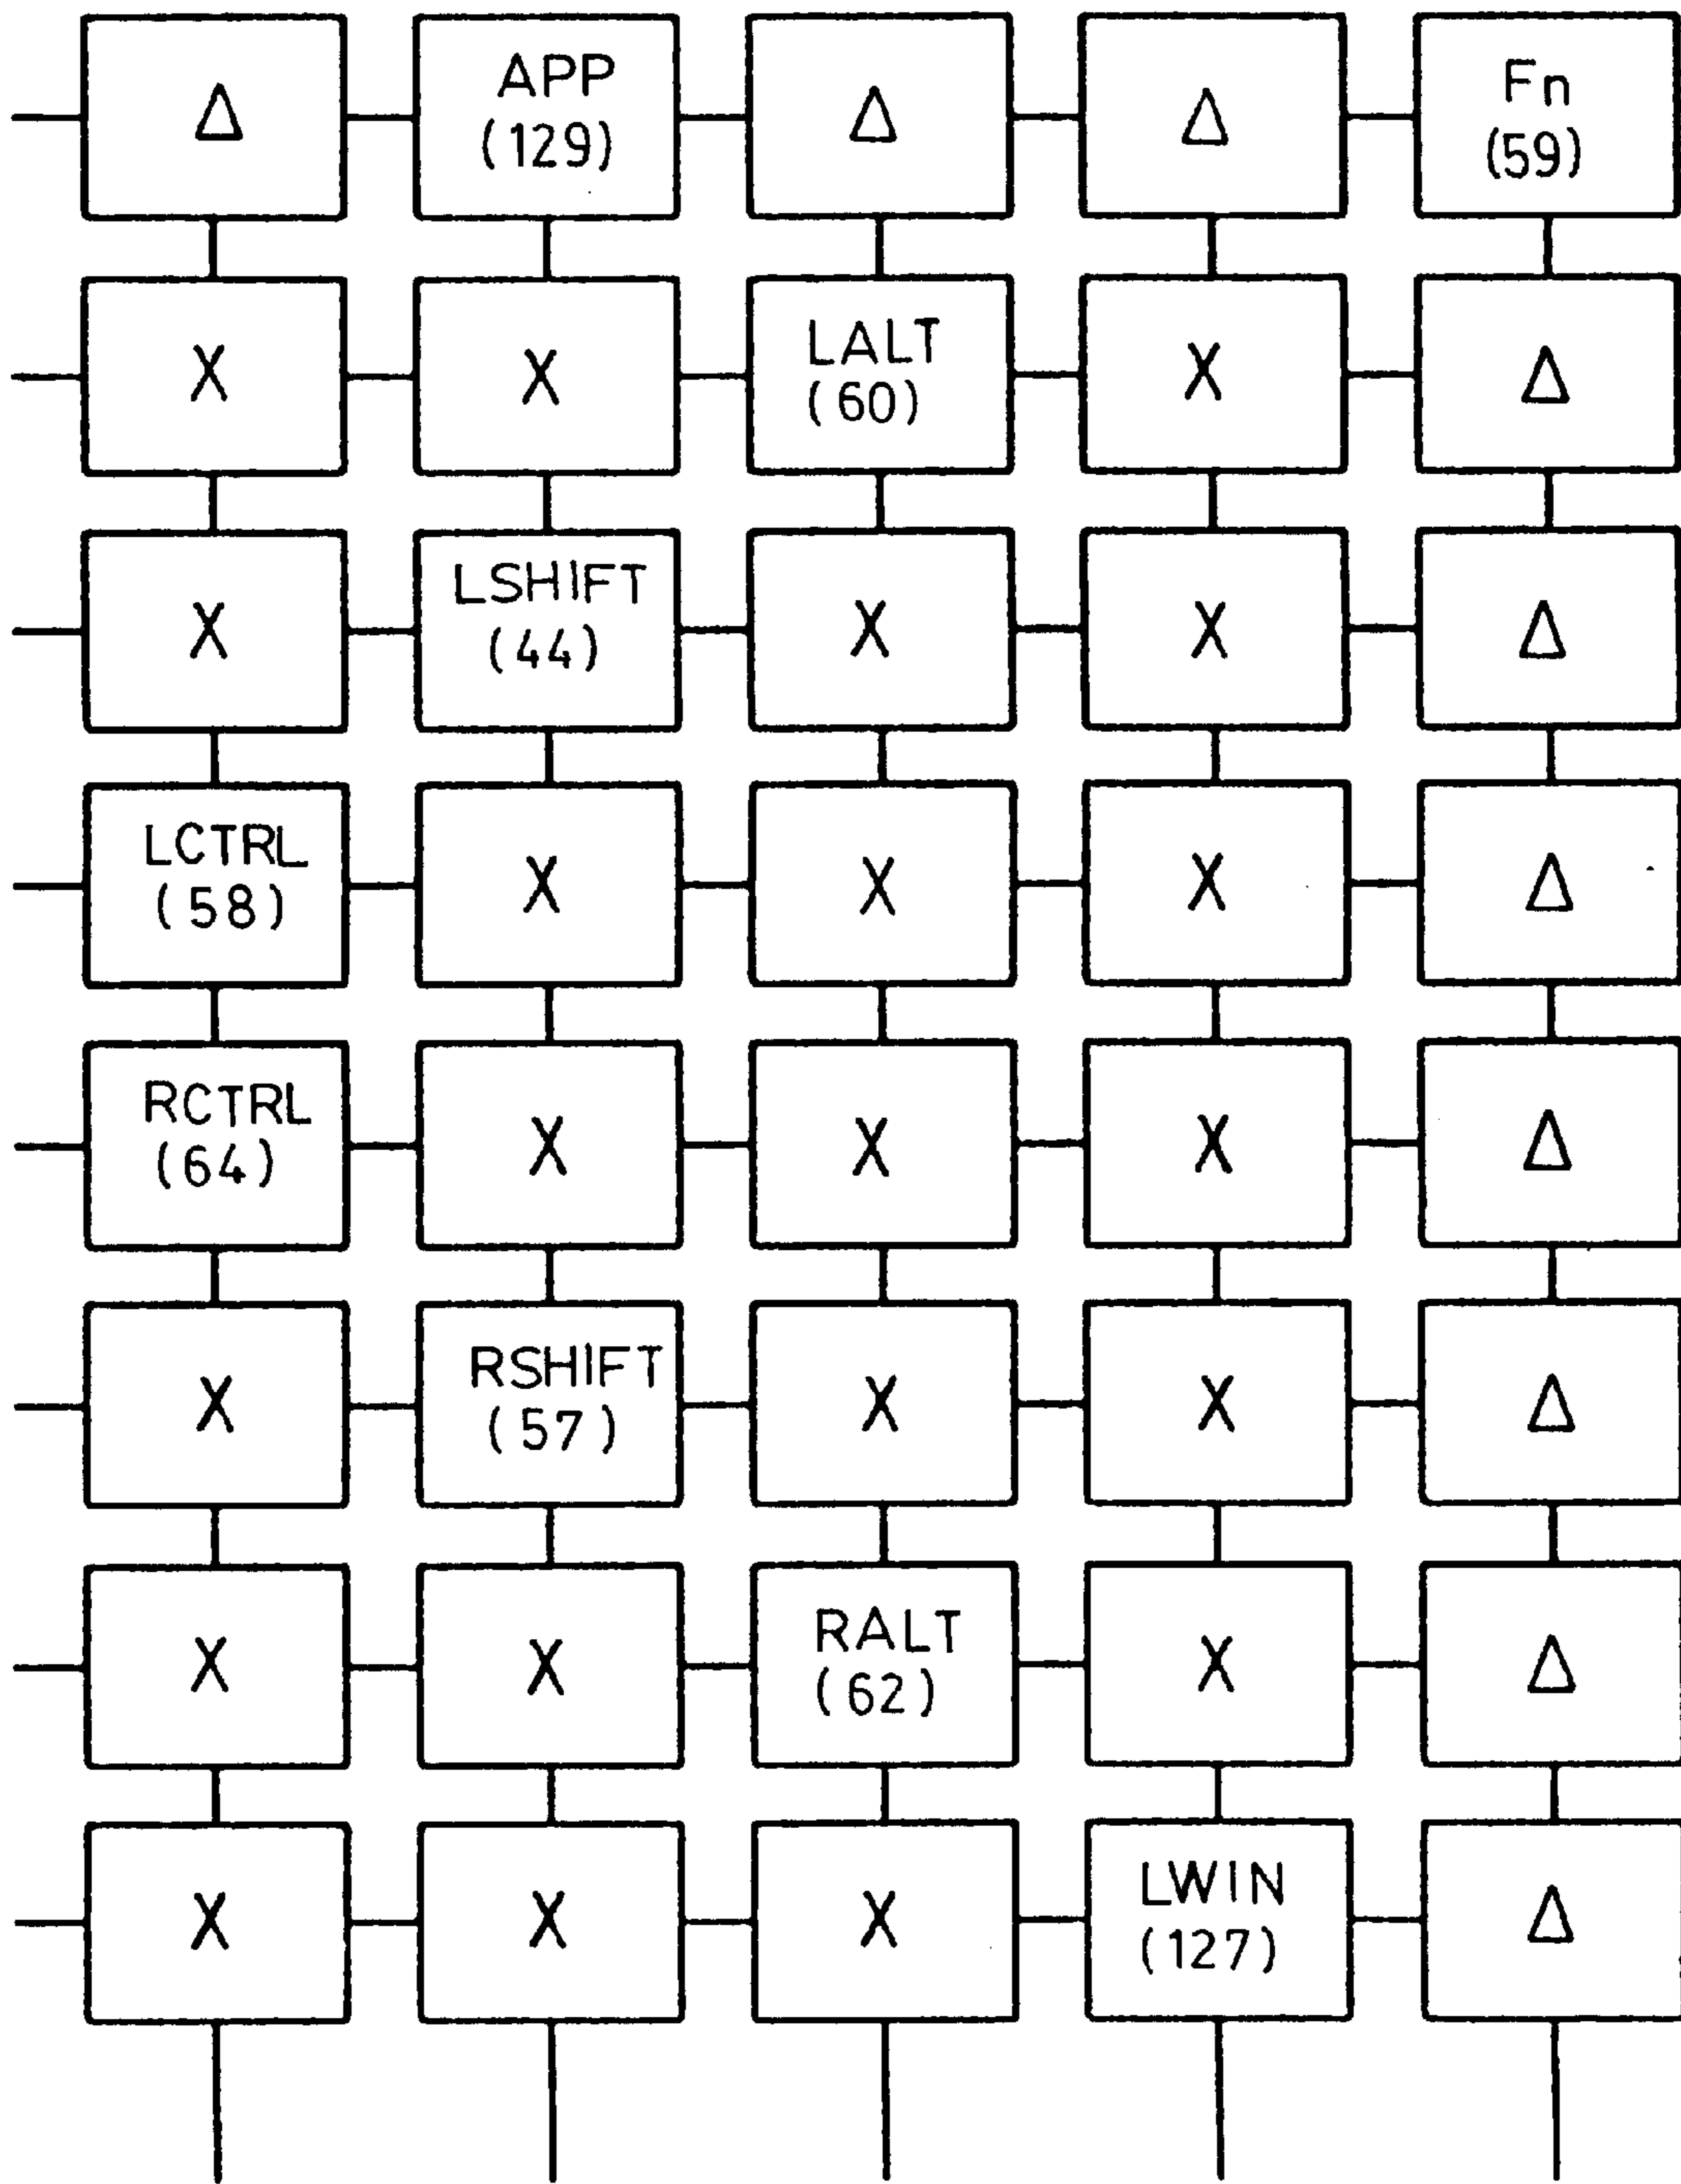 Δ APP Δ Δ Fn
(129) (59)
X X LALT X Δ
(60)
X LSHIFT X X Δ
(44)
LCTRL X X X Δ
(58)
RCTRL X X X Δ
(64)
X RSHIFT X X Δ
(57)
X X RALT X Δ
(62)
X X X LWIN Δ
(127)